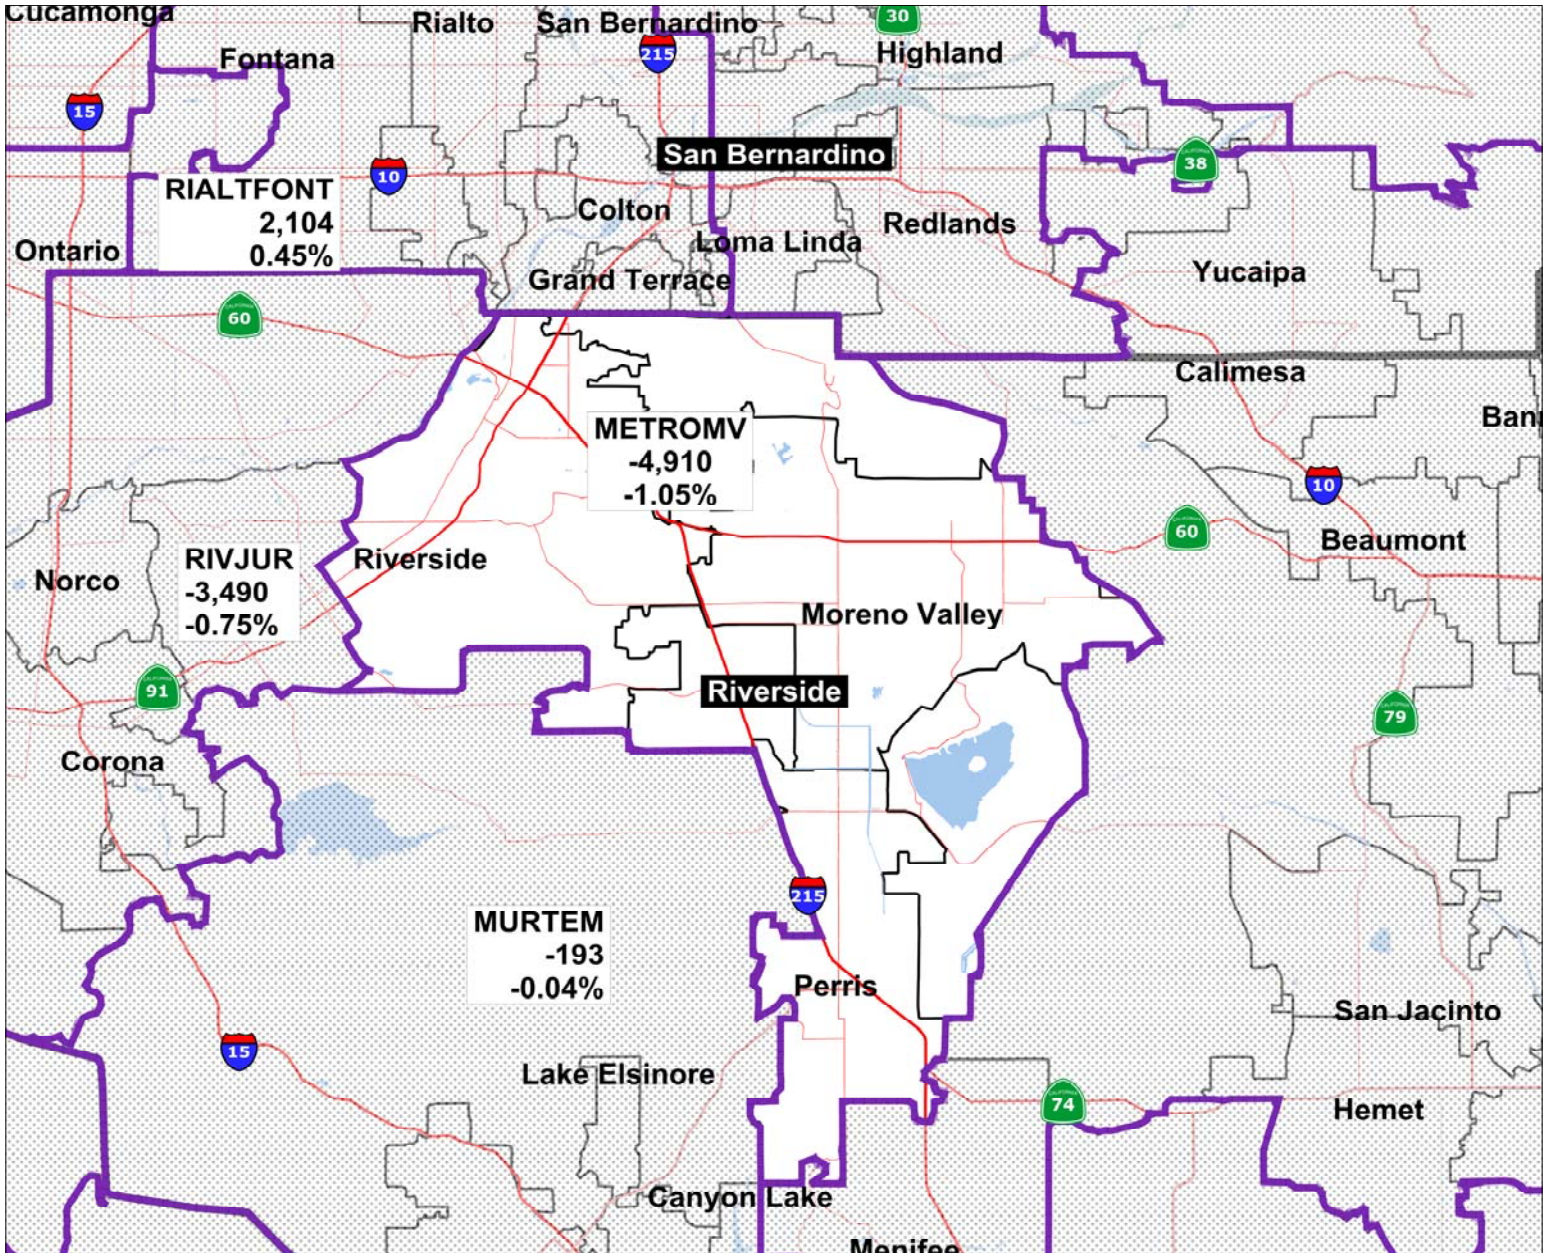 Cucamonga
Rialto
San Bernardino
30
Fontana
215
Highland
15
San Bernardino
38
10
RIALTFONT
2,104
0.45%
Colton
Redlands
Ontario
Loma Linda
Yucaipa
Grand Terrace
60
Calimesa
METROMV
-4,910
-1.05%
Bann
10
60
Beaumont
RIVJUR
-3,490
-0.75%
Riverside
Norco
Moreno Valley
91
Riverside
79
Corona
215
MURTEM
-193
-0.04%
Perris
San Jacinto
15
Lake Elsinore
74
Hemet
Canyon Lake
Menifee